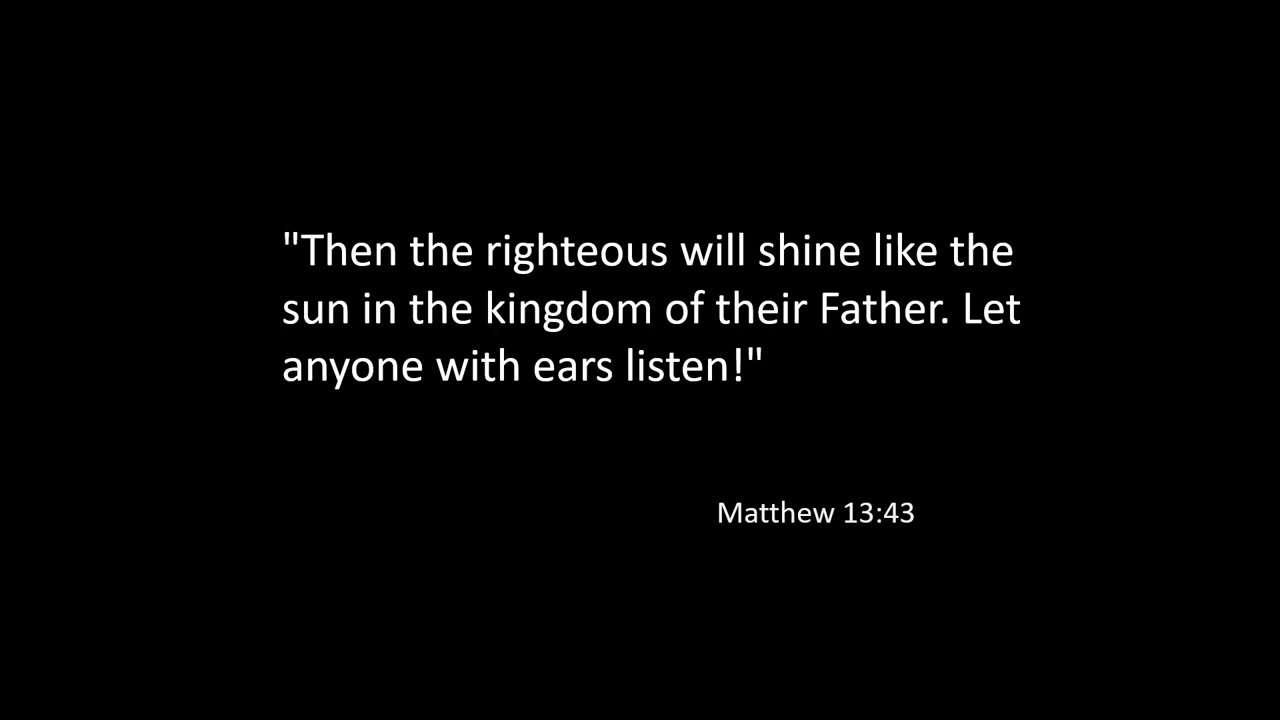 "Then the righteous will shine like the
sun in the kingdom of their Father. Let
anyone with ears listen!"
Matthew 13:43